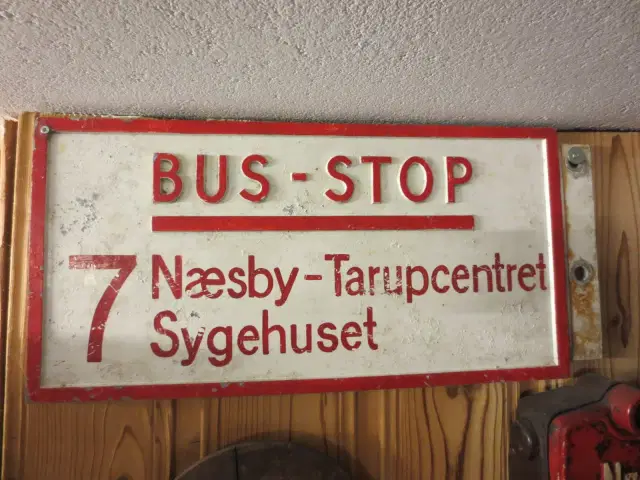 BUS-STOP
7 Næsby-Tarupcentret
Sygehuset